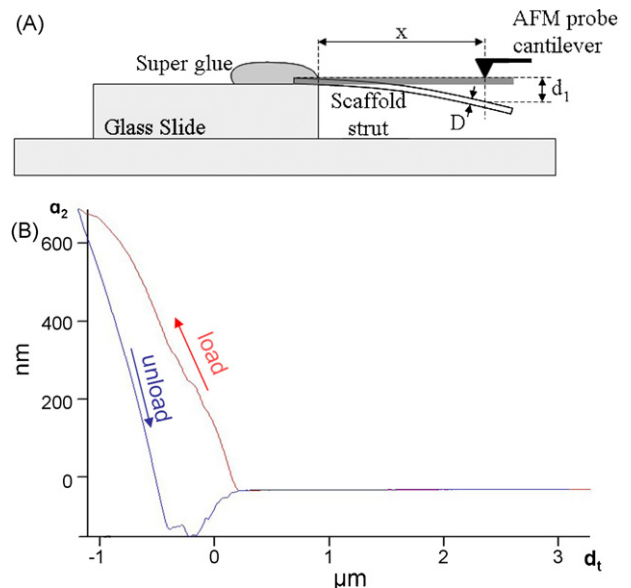 (A)
AFM probe
cantilever
x
Super glue
d1
Scaffold
strut
Glass Slide
D
(B)
d2
600
400
200
0
nm
load
unload
-1
0
1
2
3
dt
μm